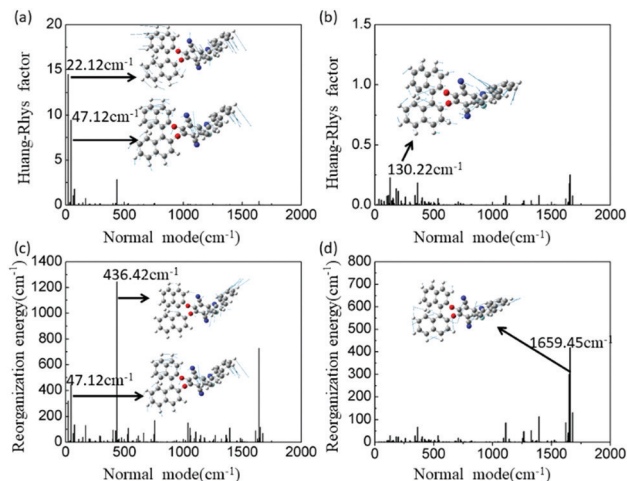 (a)
20
15
10
5
0
Huang-Rhys factor
22.12cm⁻¹
47.12cm⁻¹
0 500 1000 1500 2000
Normal mode(cm⁻¹)
(b)
1.5
1.0
0.5
0.0
Huang-Rhys factor
130.22cm⁻¹
0 500 1000 1500 2000
Normal mode(cm⁻¹)
(c)
1400
1200
1000
800
600
400
200
0
Reorganization energy(cm⁻¹)
436.42cm⁻¹
47.12cm⁻¹
0 500 1000 1500 2000
Normal mode(cm⁻¹)
(d)
800
700
600
500
400
300
200
100
0
Reorganization energy(cm⁻¹)
1659.45cm⁻¹
0 500 1000 1500 2000
Normal mode(cm⁻¹)